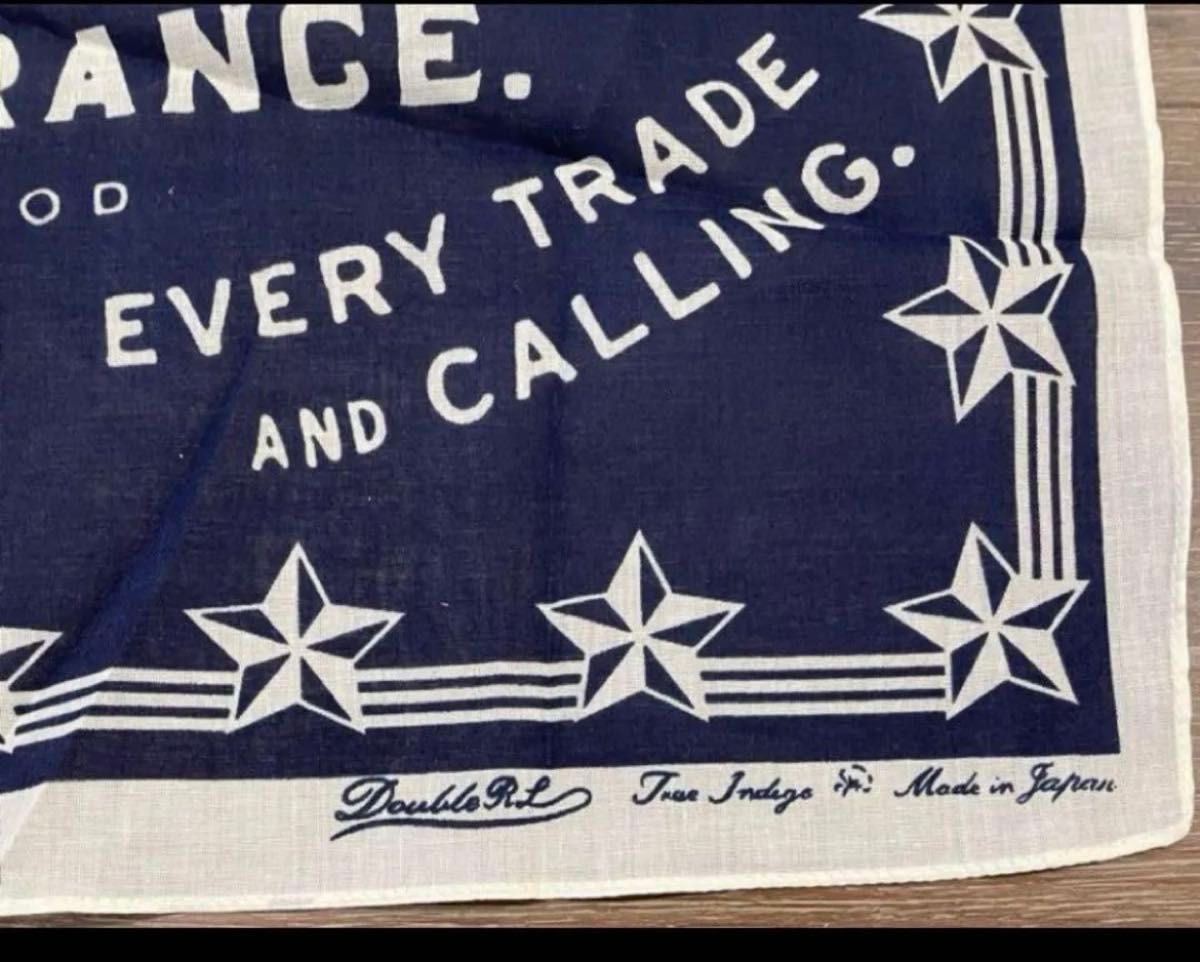 RANCE.
OD
EVERY TRADE
AND CALLING.
Double RL True Indigo Made in Japan